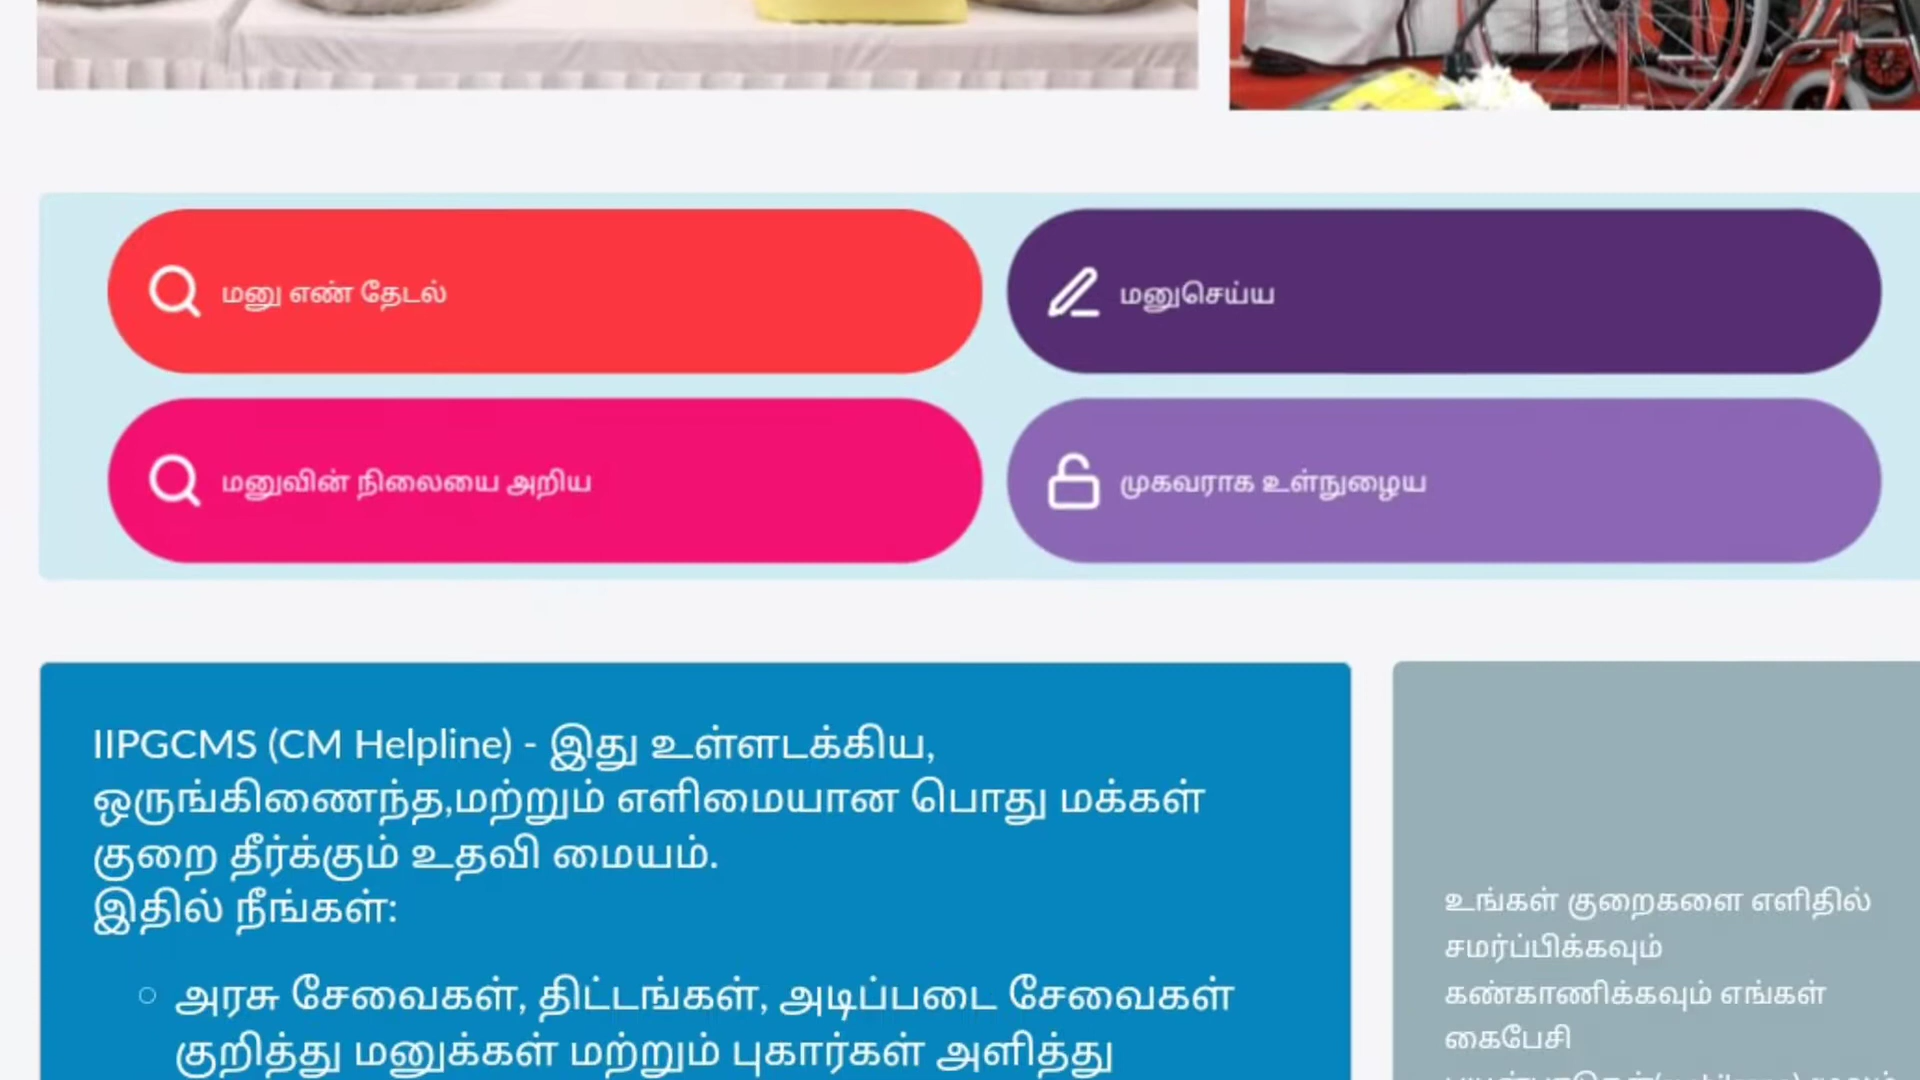 மனு எண் தேடல்
மனுசெய்ய
மனுவின் நிலையை அறிய
முகவராக உள்நுழைய
IIPGCMS (CM Helpline) - இது உள்ளடக்கிய,
ஒருங்கிணைந்த,மற்றும் எளிமையான பொது மக்கள்
குறை தீர்க்கும் உதவி மையம்.
இதில் நீங்கள்:
அரசு சேவைகள், திட்டங்கள், அடிப்படை சேவைகள்
குறித்து மனுக்கள் மற்றும் புகார்கள் அளித்து
உங்கள் குறைகளை எளிதில்
சமர்ப்பிக்கவும்
கண்காணிக்கவும் எங்கள்
கைபேசி